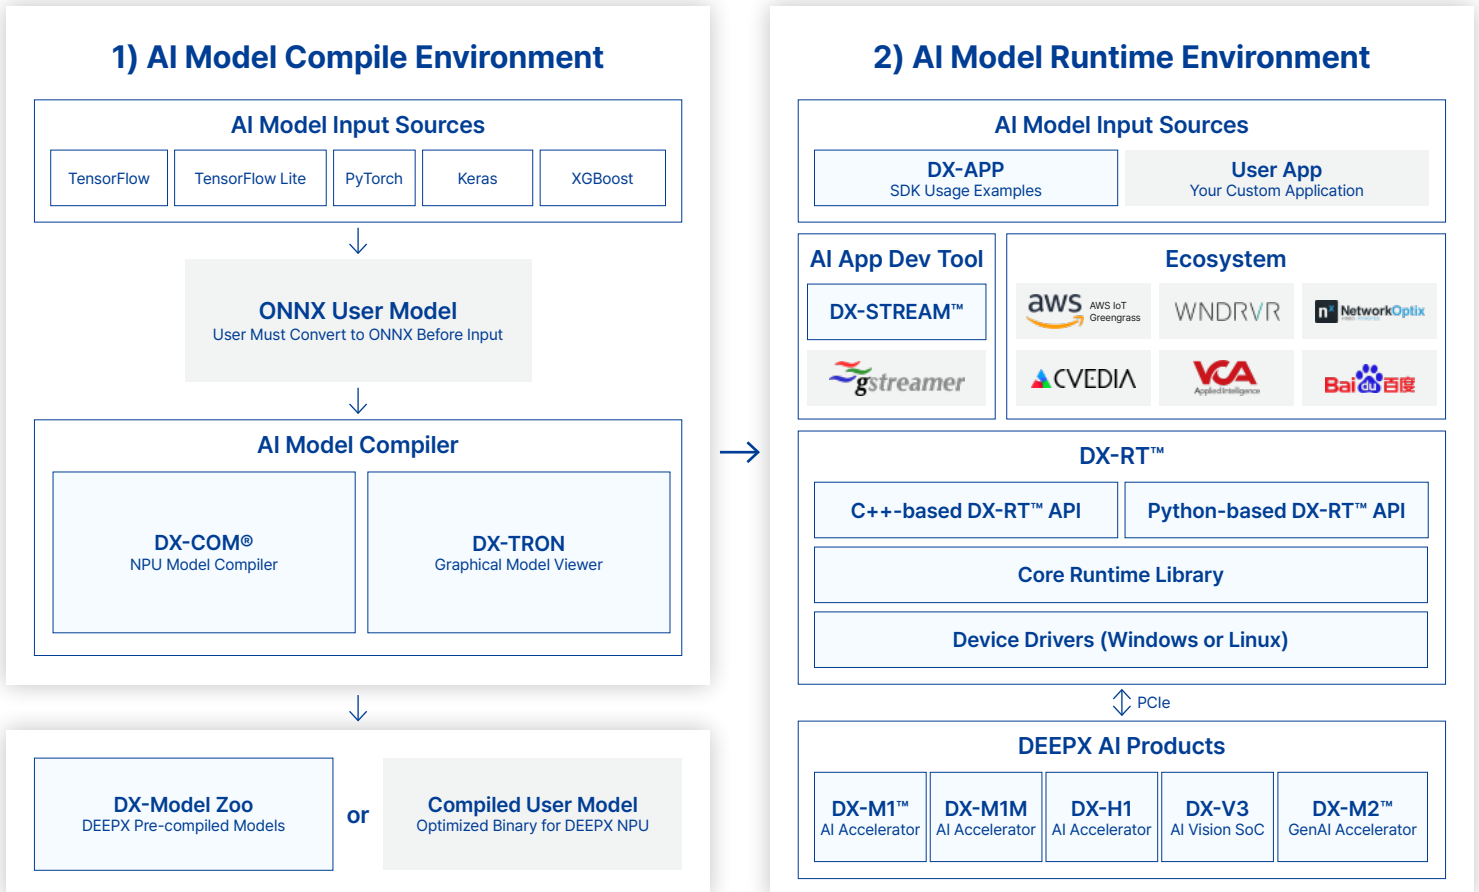 1) AI Model Compile Environment
AI Model Input Sources
TensorFlow
TensorFlow Lite
PyTorch
Keras
XGBoost
ONNX User Model
User Must Convert to ONNX Before Input
AI Model Compiler
DX-COM®
NPU Model Compiler
DX-TRON
Graphical Model Viewer
DX-Model Zoo
DEEPX Pre-compiled Models
or
Compiled User Model
Optimized Binary for DEEPX NPU
2) AI Model Runtime Environment
AI Model Input Sources
DX-APP
SDK Usage Examples
User App
Your Custom Application
AI App Dev Tool
DX-STREAM™
gstreamer
Ecosystem
aws
AWS IoT
Greengrass
WNDRVR
nx NetworkOptix
CVEDIA
VCA
Applied Intelligence
Bai du 百度
DX-RT™
C++-based DX-RT™ API
Python-based DX-RT™ API
Core Runtime Library
Device Drivers (Windows or Linux)
PCIe
DEEPX AI Products
DX-M1™
AI Accelerator
DX-M1M
AI Accelerator
DX-H1
AI Accelerator
DX-V3
AI Vision SoC
DX-M2™
GenAI Accelerator